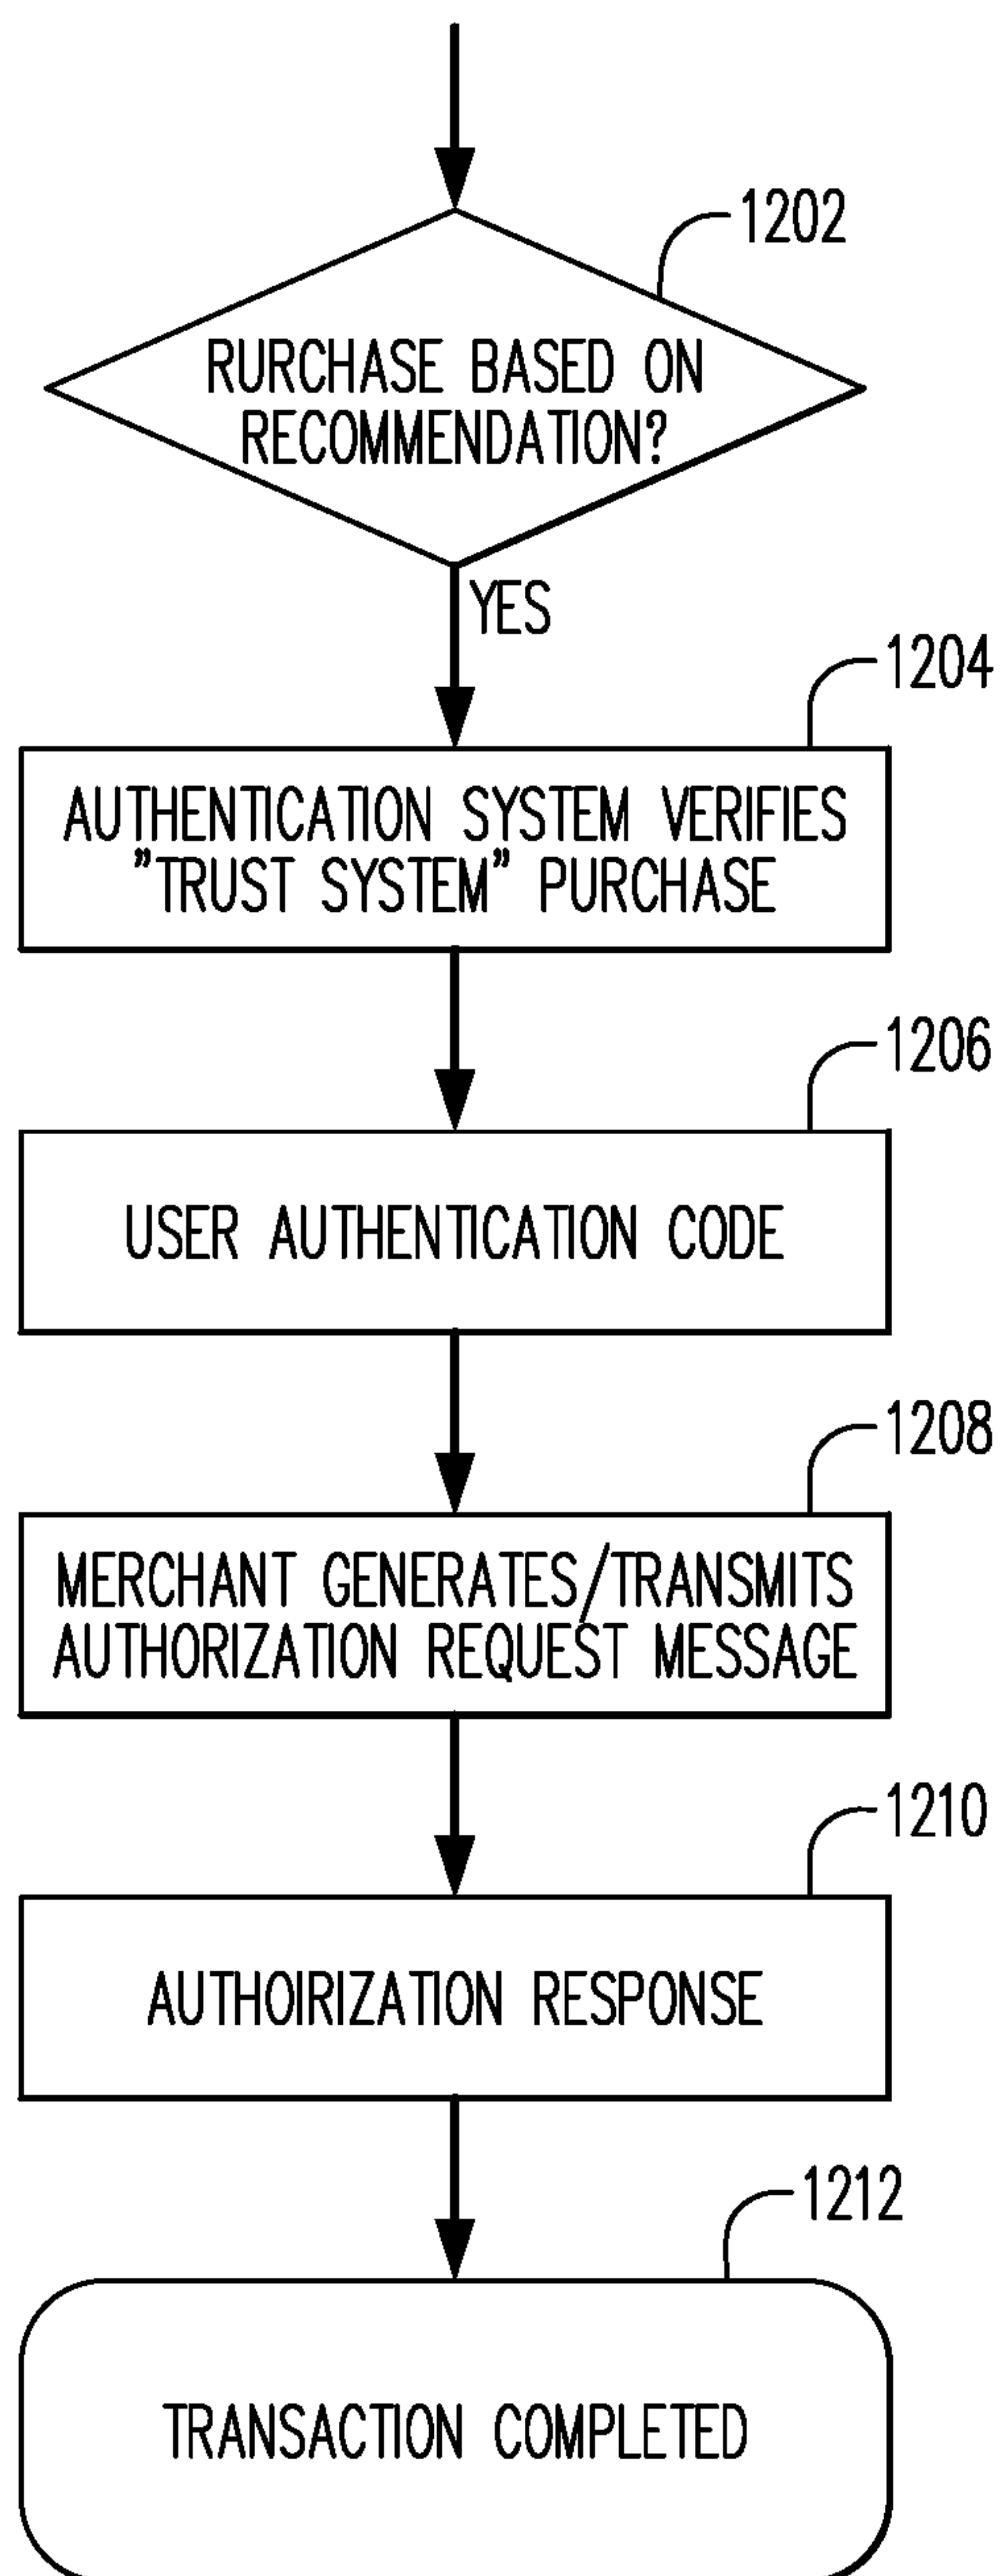 1202
RURCHASE BASED ON
RECOMMENDATION?
YES
1204
AUTHENTICATION SYSTEM VERIFIES
"TRUST SYSTEM" PURCHASE
1206
USER AUTHENTICATION CODE
1208
MERCHANT GENERATES/TRANSMITS
AUTHORIZATION REQUEST MESSAGE
1210
AUTHOIRIZATION RESPONSE
1212
TRANSACTION COMPLETED